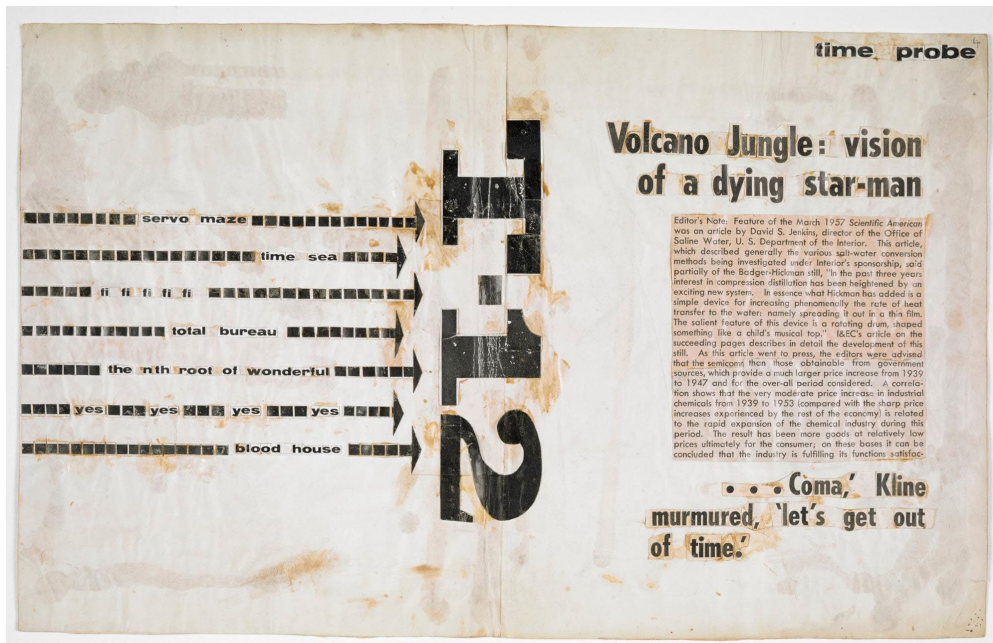 time probe
servo maze
time sea
fi fi fi fi fi
total bureau
the nth root of wonderful
yes yes yes yes
blood house
T-12
Volcano Jungle: vision
of a dying star-man
Editor's Note: Feature of the March 1957 Scientific American
was an article by David S. Jenkins, director of the Office of
Saline Water, U. S. Department of the Interior. This article,
which described generally the various salt-water conversion
methods being investigated under Interior's sponsorship, said
partially of the Badger-Hickman still, "In the past three years
interest in compression distillation has been heightened by an
exciting new system. In essence what Hickman has added is a
simple device for increasing phenomenally the rate of heat
transfer to the water: namely spreading it out in a thin film.
The salient feature of this device is a rotating drum, shaped
something like a child's musical top." I&EC's article on the
succeeding pages describes in detail the development of this
still. As this article went to press, the editors were advised
that the semicont than those obtainable from government
sources, which provide a much larger price increase from 1939
to 1947 and for the over-all period considered. A correla-
tion shows that the very moderate price increase in industrial
chemicals from 1939 to 1953 (compared with the sharp price
increases experienced by the rest of the economy) is related
to the rapid expansion of the chemical industry during this
period. The result has been more goods at relatively low
prices ultimately for the consumer; on these bases it can be
concluded that the industry is fulfilling its functions satisfac-
. . . Coma,' Kline
murmured, 'let's get out
of time.'